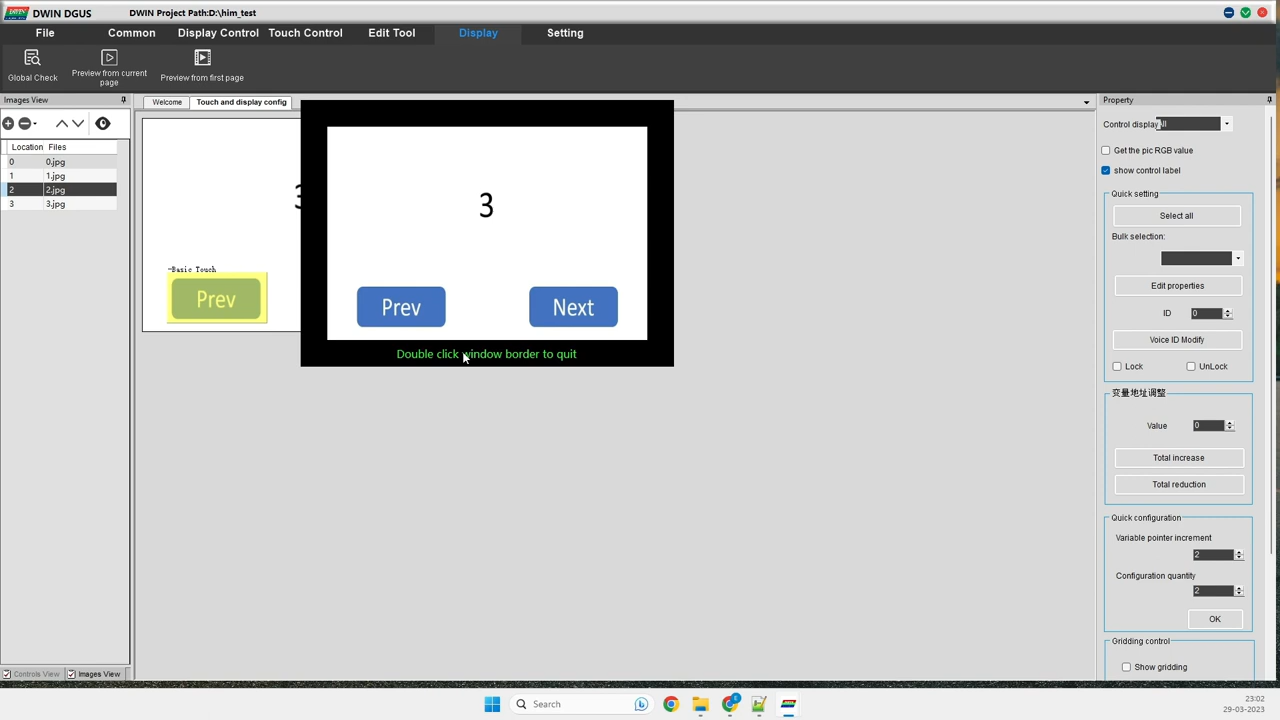 DWIN DGUS
DWIN Project Path:D:\him_test
File
Common
Display Control
Touch Control
Edit Tool
Display
Setting
Global Check
Preview from current
page
Preview from first page
Images View
Location Files
0 0.jpg
1 1.jpg
2 2.jpg
3 3.jpg
Controls View
Images View
Welcome
Touch and display config
-Basic Touch
Prev
3
Prev
Next
Double click window border to quit
Property
Control display
Get the pic RGB value
show control label
Quick setting
Select all
Bulk selection:
Edit properties
ID 0
Voice ID Modify
Lock
UnLock
变量地址调整
Value 0
Total increase
Total reduction
Quick configuration
Variable pointer increment
2
Configuration quantity
2
OK
Gridding control
Show gridding
Search
23:02
29-03-2023